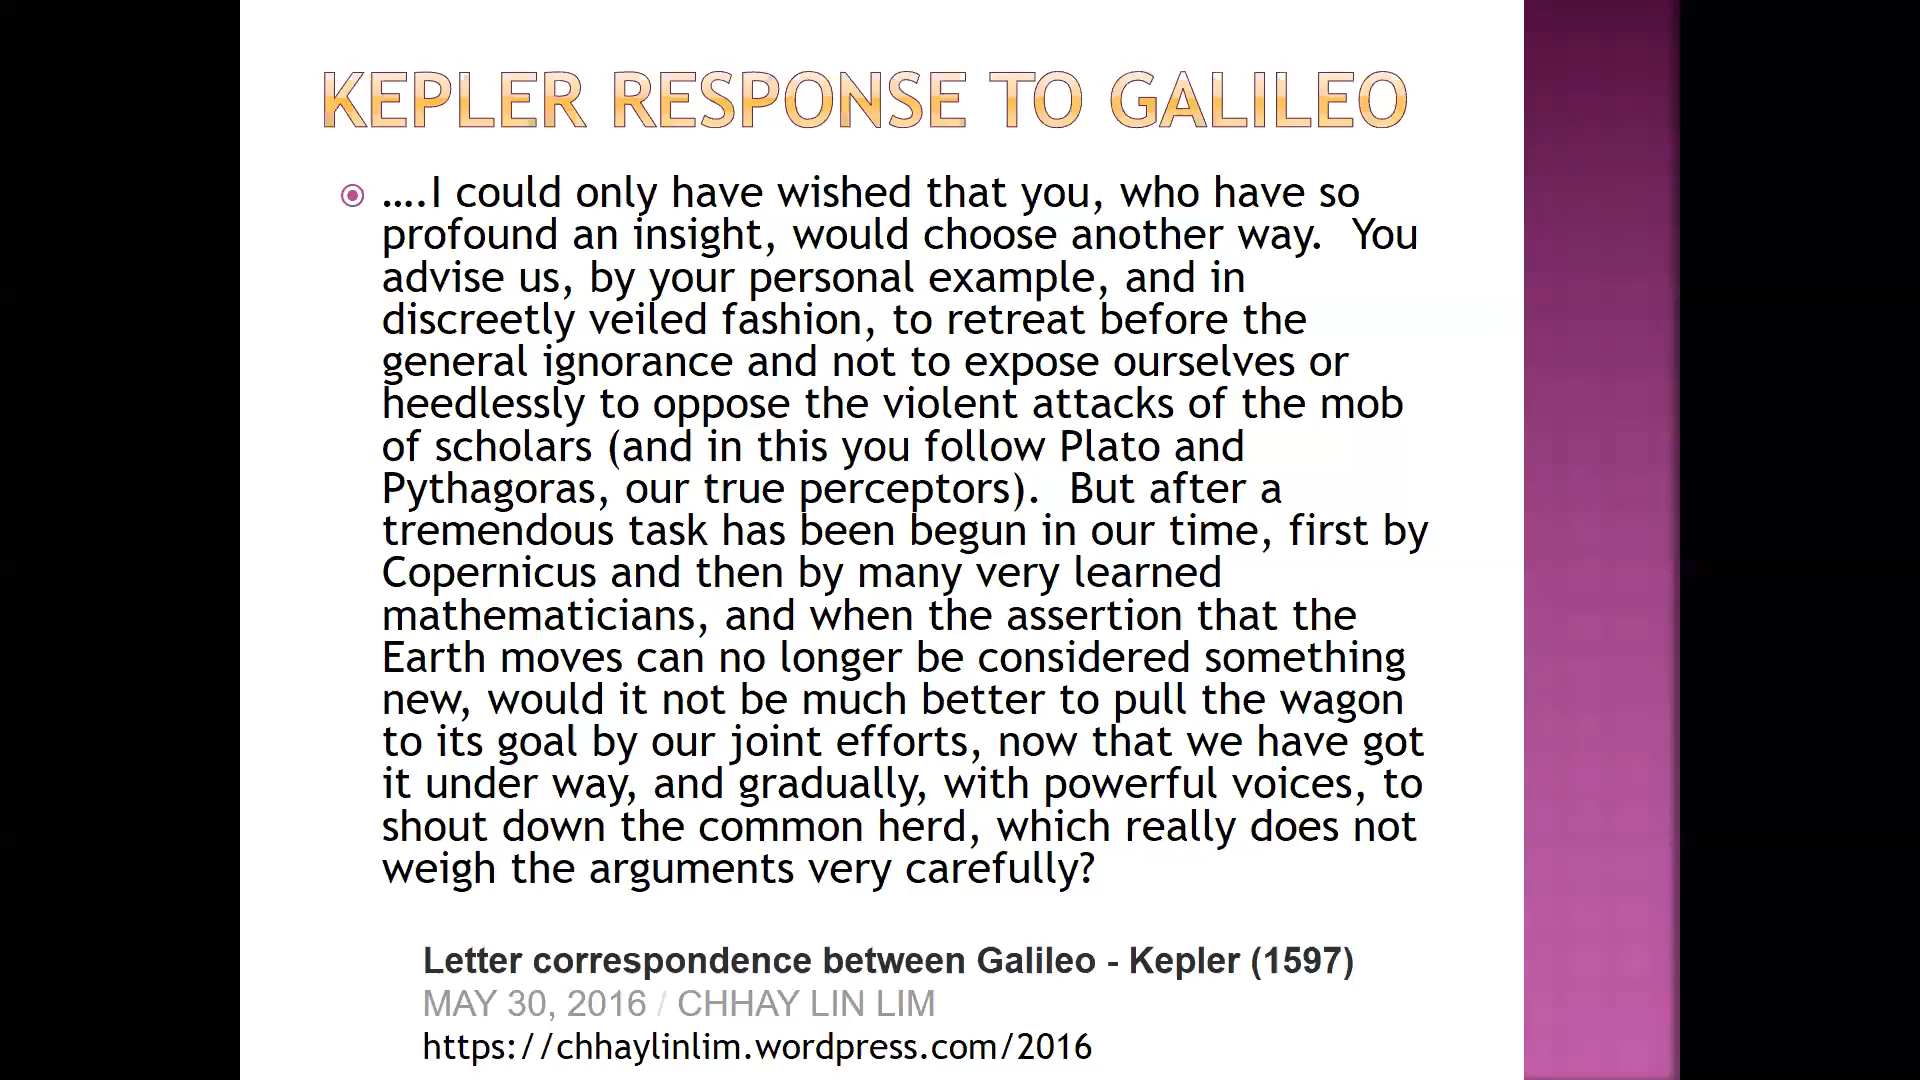 KEPLER RESPONSE TO GALILEO
….I could only have wished that you, who have so
profound an insight, would choose another way.  You
advise us, by your personal example, and in
discreetly veiled fashion, to retreat before the
general ignorance and not to expose ourselves or
heedlessly to oppose the violent attacks of the mob
of scholars (and in this you follow Plato and
Pythagoras, our true perceptors).  But after a
tremendous task has been begun in our time, first by
Copernicus and then by many very learned
mathematicians, and when the assertion that the
Earth moves can no longer be considered something
new, would it not be much better to pull the wagon
to its goal by our joint efforts, now that we have got
it under way, and gradually, with powerful voices, to
shout down the common herd, which really does not
weigh the arguments very carefully?
Letter correspondence between Galileo - Kepler (1597)
MAY 30, 2016 / CHHAY LIN LIM
https://chhaylinlim.wordpress.com/2016